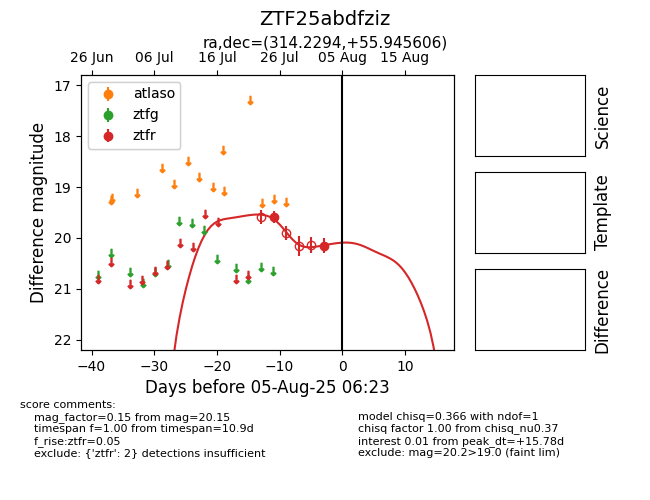 ZTF25abdfziz
ra,dec=(314.2294,+55.945606)
26 Jun 06 Jul 16 Jul 26 Jul 05 Aug 15 Aug
atlaso
ztfg
ztfr
17
18
19
20
21
22
Difference magnitude
−40 −30 −20 −10 0 10
Days before 05-Aug-25 06:23
Science
Template
Difference
score comments:
mag_factor=0.15 from mag=20.15
timespan f=1.00 from timespan=10.9d
f_rise:ztfr=0.05
exclude: {'ztfr': 2} detections insufficient
model chisq=0.366 with ndof=1
chisq factor 1.00 from chisq_nu0.37
interest 0.01 from peak_dt=+15.78d
exclude: mag=20.2>19.0 (faint lim)